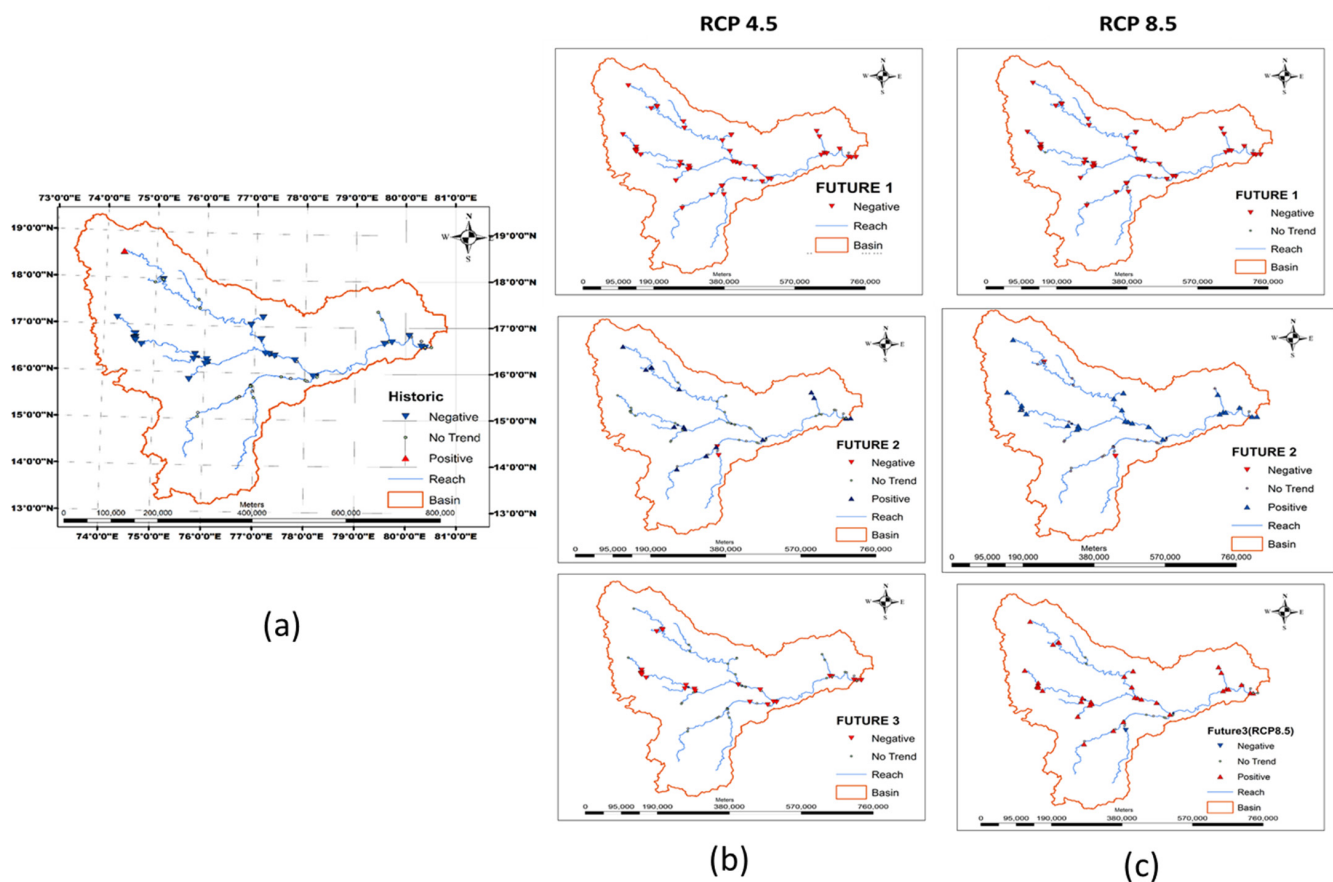 RCP 4.5
RCP 8.5
73°0'0"E 74°0'0"E 75°0'0"E 76°0'0"E 77°0'0"E 78°0'0"E 79°0'0"E 80°0'0"E 81°0'0"E
19°0'0"N
18°0'0"N
17°0'0"N
16°0'0"N
15°0'0"N
14°0'0"N
13°0'0"N
19°0'0"N
18°0'0"N
17°0'0"N
16°0'0"N
15°0'0"N
14°0'0"N
13°0'0"N
N
W E
S
Historic
Negative
No Trend
Positive
Reach
Basin
Meters
0 100,000 200,000 400,000 600,000 800,000
74°0'0"E 75°0'0"E 76°0'0"E 77°0'0"E 78°0'0"E 79°0'0"E 80°0'0"E 81°0'0"E
(a)
N
W E
S
FUTURE 1
Negative
Reach
Basin
Meters
0 95,000 190,000 380,000 570,000 760,000
N
W E
S
FUTURE 2
Negative
No Trend
Positive
Reach
Basin
Meters
0 95,000 190,000 380,000 570,000 760,000
N
W E
S
FUTURE 3
Negative
No Trend
Reach
Basin
Meters
0 95,000 190,000 380,000 570,000 760,000
(b)
N
W E
S
FUTURE 1
Negative
No Trend
Reach
Basin
Meters
0 95,000 190,000 380,000 570,000 760,000
N
W E
S
FUTURE 2
Negative
No Trend
Positive
Reach
Basin
Meters
0 95,000 190,000 380,000 570,000 760,000
N
W E
S
Future3(RCP8.5)
Negative
No Trend
Positive
Reach
Basin
Meters
0 95,000 190,000 380,000 570,000 760,000
(c)